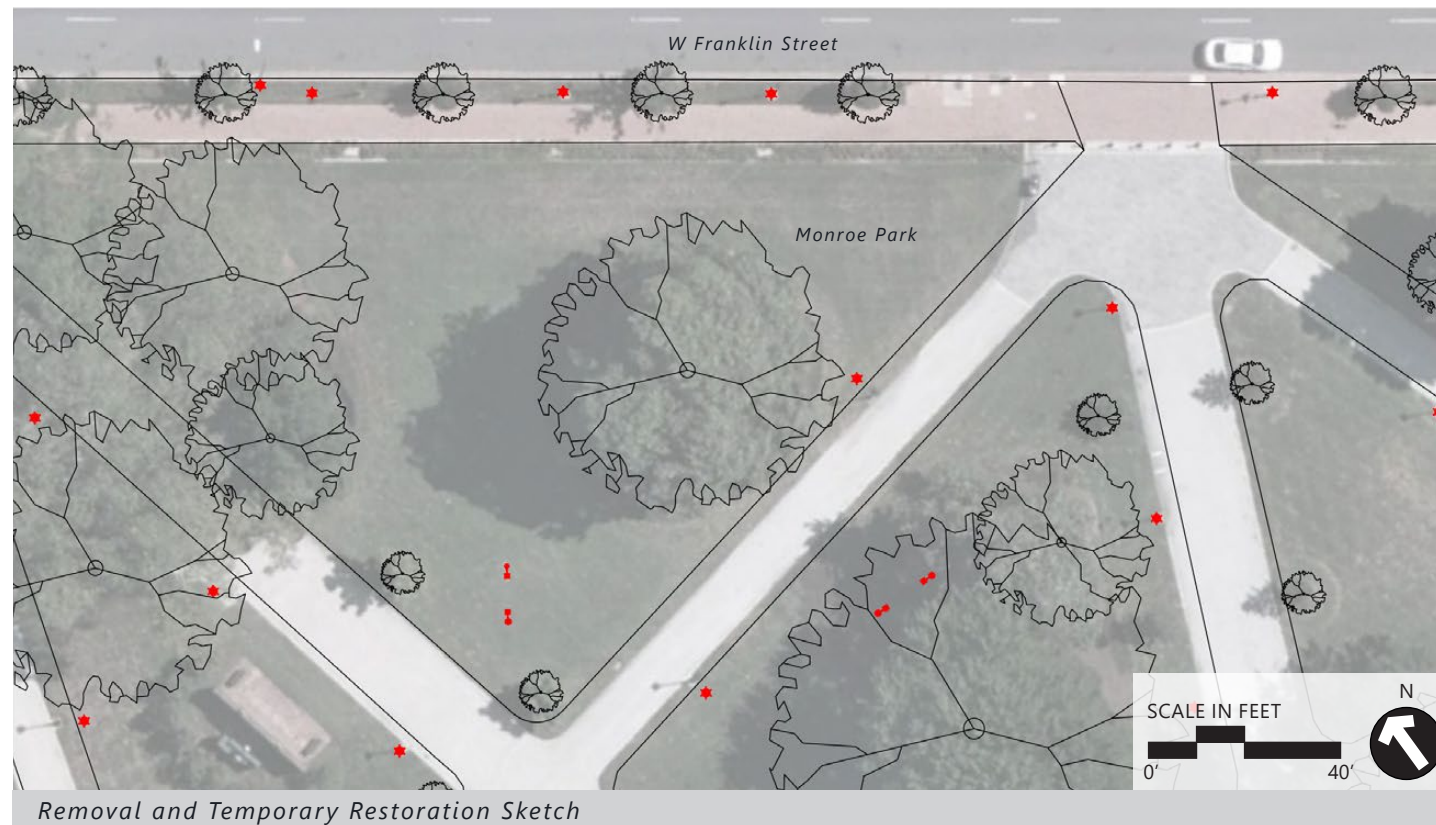 W Franklin Street
Monroe Park
SCALE IN FEET
N
0'
40'
Removal and Temporary Restoration Sketch